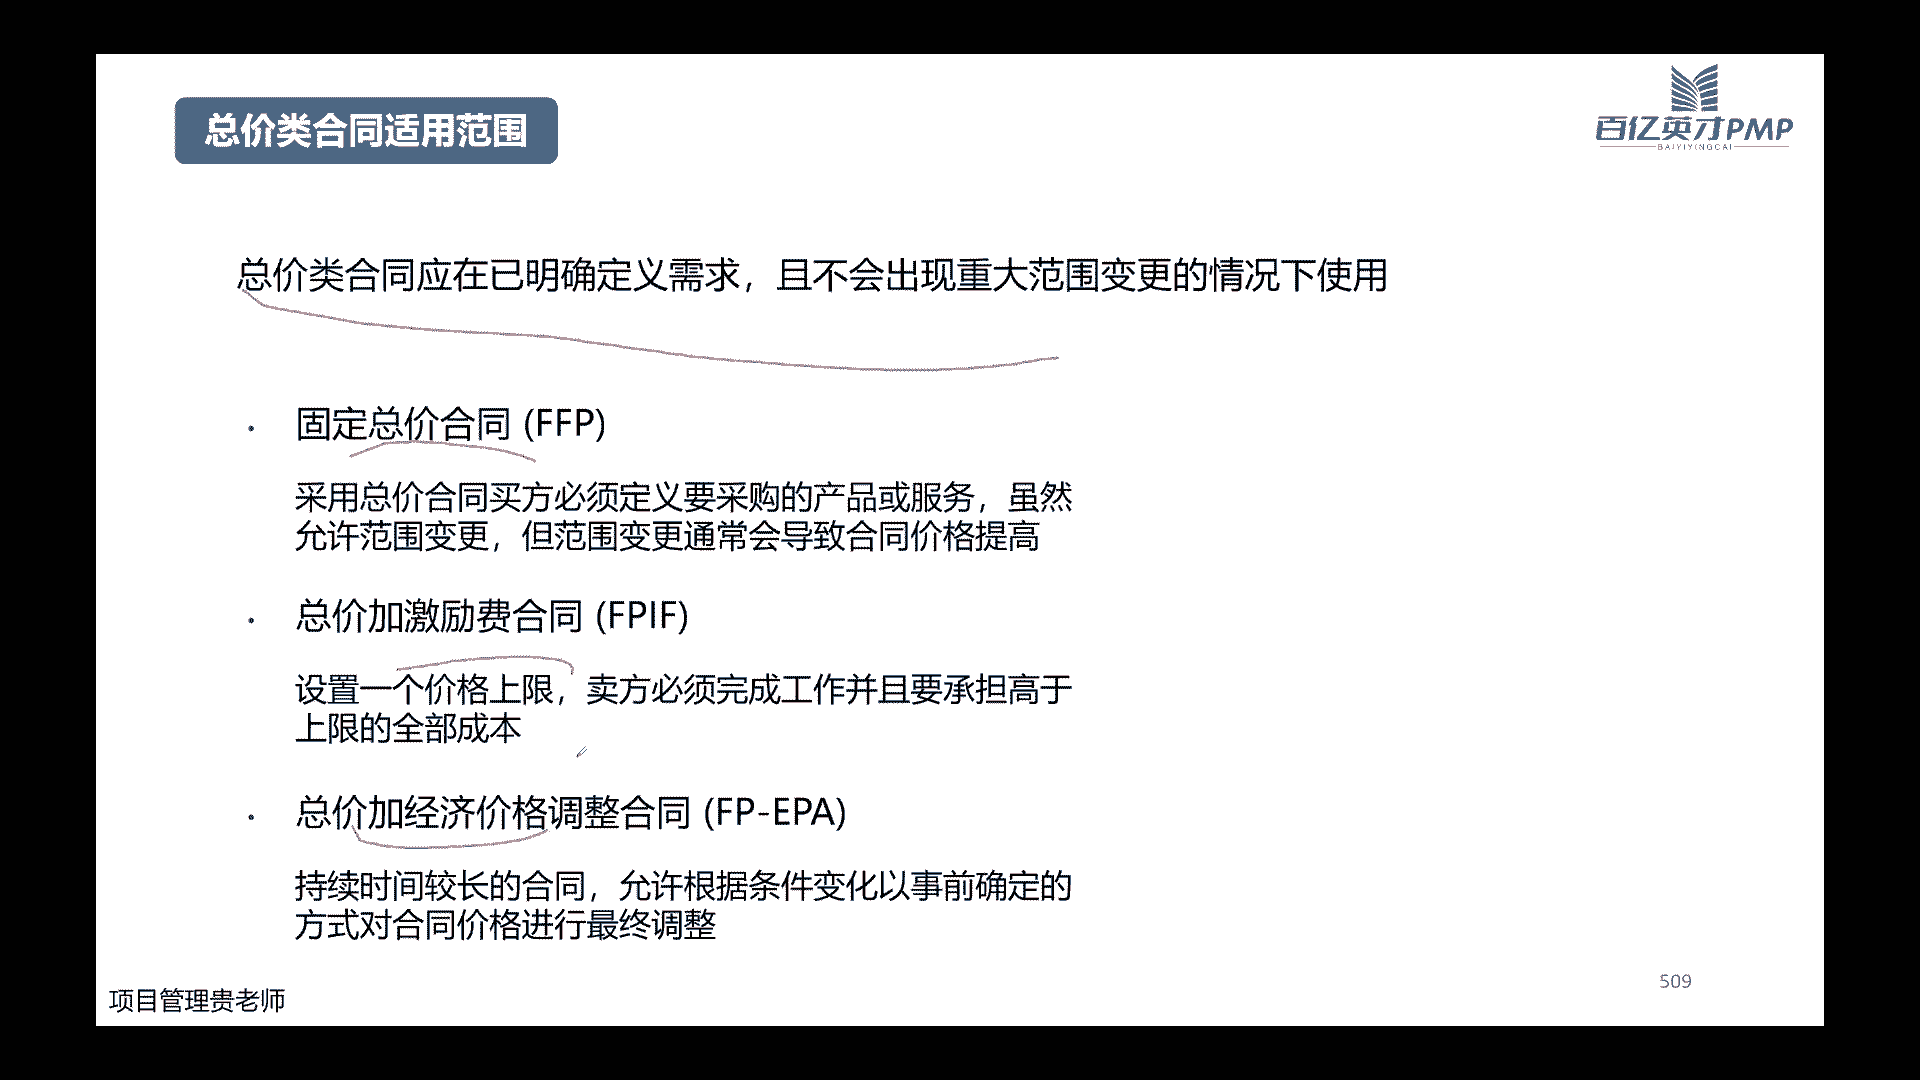 总价类合同适用范围
百亿英才PMP
BAIYIYINGCAI
总价类合同应在已明确定义需求，且不会出现重大范围变更的情况下使用
· 固定总价合同 (FFP)
采用总价合同买方必须定义要采购的产品或服务，虽然
允许范围变更，但范围变更通常会导致合同价格提高
· 总价加激励费合同 (FPIF)
设置一个价格上限，卖方必须完成工作并且要承担高于
上限的全部成本
· 总价加经济价格调整合同 (FP-EPA)
持续时间较长的合同，允许根据条件变化以事前确定的
方式对合同价格进行最终调整
509
项目管理贵老师